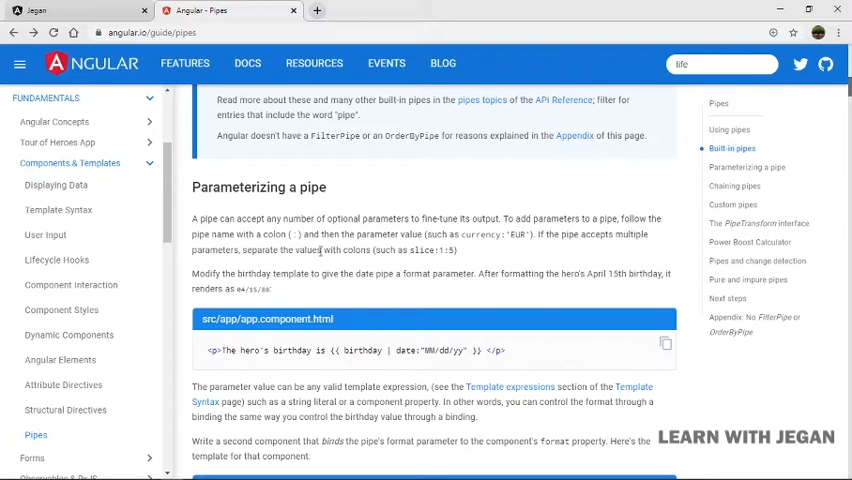 Jegan
Angular - Pipes
angular.io/guide/pipes
ANGULAR
FEATURES
DOCS
RESOURCES
EVENTS
BLOG
life
FUNDAMENTALS
Angular Concepts
Tour of Heroes App
Components & Templates
Displaying Data
Template Syntax
User Input
Lifecycle Hooks
Component Interaction
Component Styles
Dynamic Components
Angular Elements
Attribute Directives
Structural Directives
Pipes
Forms
Observables & RxJS
Read more about these and many other built-in pipes in the pipes topics of the API Reference; filter for
entries that include the word "pipe".
Angular doesn't have a FilterPipe or an OrderByPipe for reasons explained in the Appendix of this page.
Parameterizing a pipe
A pipe can accept any number of optional parameters to fine-tune its output. To add parameters to a pipe, follow the
pipe name with a colon ( : ) and then the parameter value (such as currency:'EUR'). If the pipe accepts multiple
parameters, separate the values with colons (such as slice:1:5)
Modify the birthday template to give the date pipe a format parameter. After formatting the hero's April 15th birthday, it
renders as 04/15/88:
src/app/app.component.html
<p>The hero's birthday is {{ birthday | date:"MM/dd/yy" }} </p>
The parameter value can be any valid template expression, (see the Template expressions section of the Template
Syntax page) such as a string literal or a component property. In other words, you can control the format through a
binding the same way you control the birthday value through a binding.
Write a second component that binds the pipe's format parameter to the component's format property. Here's the
template for that component:
Pipes
Using pipes
Built-in pipes
Parameterizing a pipe
Chaining pipes
Custom pipes
The PipeTransform interface
Power Boost Calculator
Pipes and change detection
Pure and impure pipes
Next steps
Appendix: No FilterPipe or
OrderByPipe
LEARN WITH JEGAN